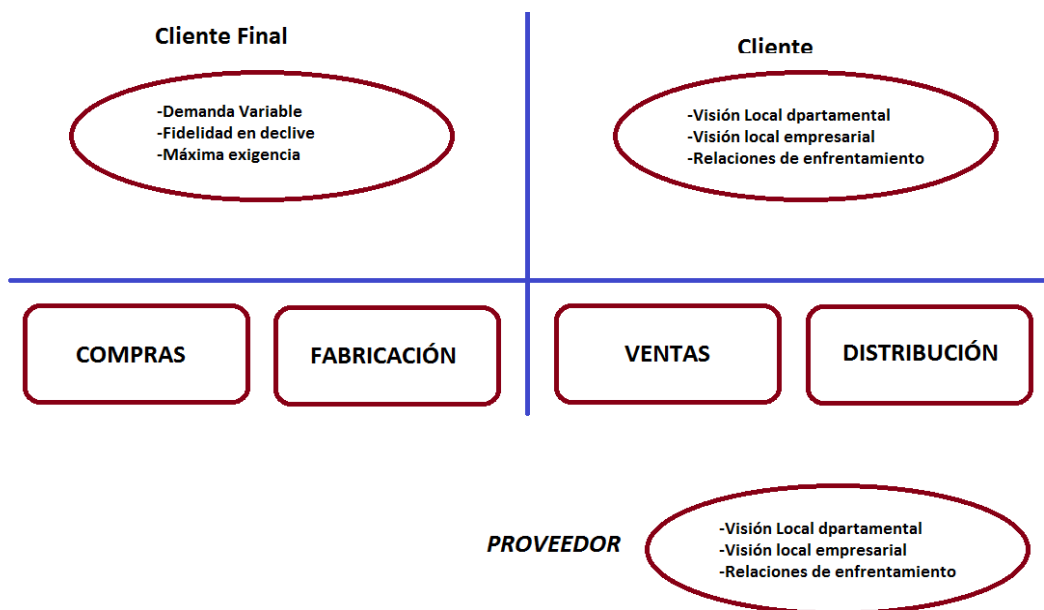 Cliente Final
-Demanda Variable
-Fidelidad en declive
-Máxima exigencia
Cliente
-Visión Local dpartamental
-Visión local empresarial
-Relaciones de enfrentamiento
COMPRAS
FABRICACIÓN
VENTAS
DISTRIBUCIÓN
PROVEEDOR
-Visión Local dpartamental
-Visión local empresarial
-Relaciones de enfrentamiento